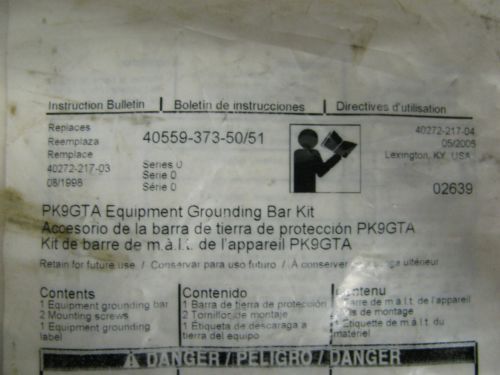 Instruction Bulletin
Boletín de instrucciones
Directives d'utilisation
Replaces
Reemplaza
Remplace
40272-217-03
08/1998
40559-373-50/51
Series 0
Serie 0
Série 0
40272-217-04
05/2005
Lexington, KY, USA
02639
PK9GTA Equipment Grounding Bar Kit
Accesorio de la barra de tierra de protección PK9GTA
Kit de barre de m.à.l.t. de l'appareil PK9GTA
Retain for future use / Conservar para uso futuro / À conserver usage ultérieur
Contents
1 Equipment grounding bar
2 Mounting screws
1 Equipment grounding
label
Contenido
1 Barra de tierra de protección
2 Tornillos de montaje
1 Etiqueta de descarga a
tierra del equipo
ontenu
barre de m.à l.t. de l'appareil
de montage
Étiquette de m.à l.t. du
matériel
DANGER / PELIGRO / DANGER